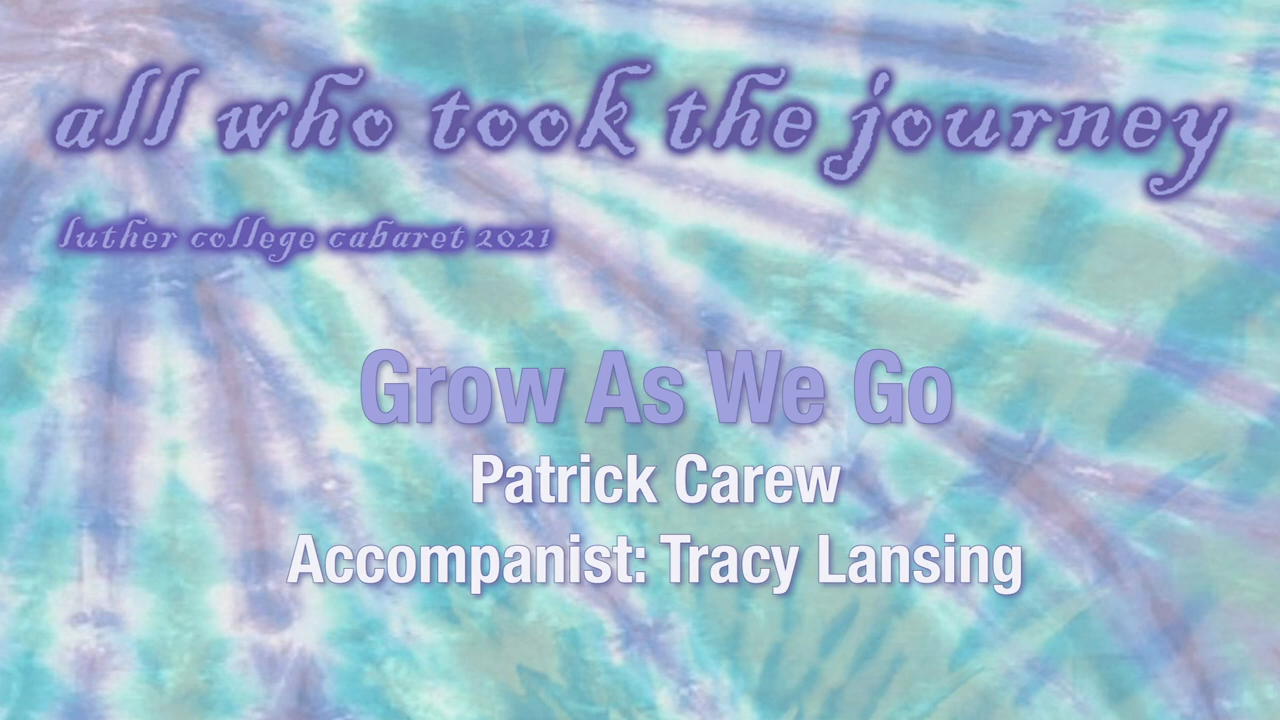 all who took the journey
luther college cabaret 2021
Grow As We Go
Patrick Carew
Accompanist: Tracy Lansing